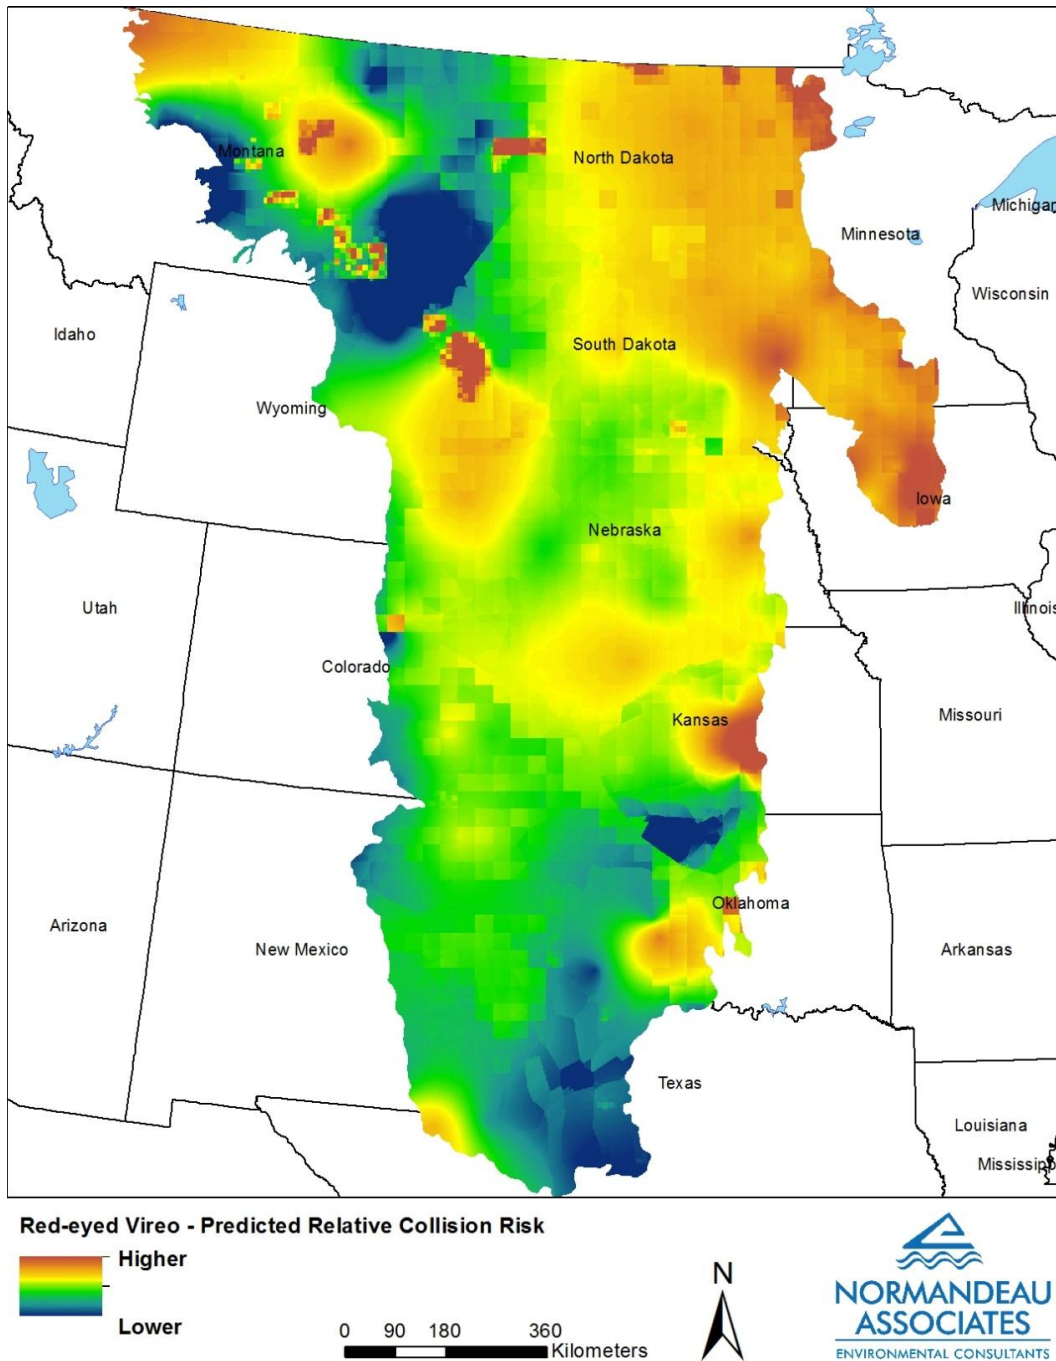 Montana
North Dakota
Minnesota
Michigan
Wisconsin
Idaho
South Dakota
Wyoming
Iowa
Nebraska
Utah
Illinois
Colorado
Kansas
Missouri
Oklahoma
Arizona
New Mexico
Arkansas
Texas
Louisiana
Mississipp
Red-eyed Vireo - Predicted Relative Collision Risk
Higher
Lower
0 90 180 360
Kilometers
N
NORMANDEAU
ASSOCIATES
ENVIRONMENTAL CONSULTANTS